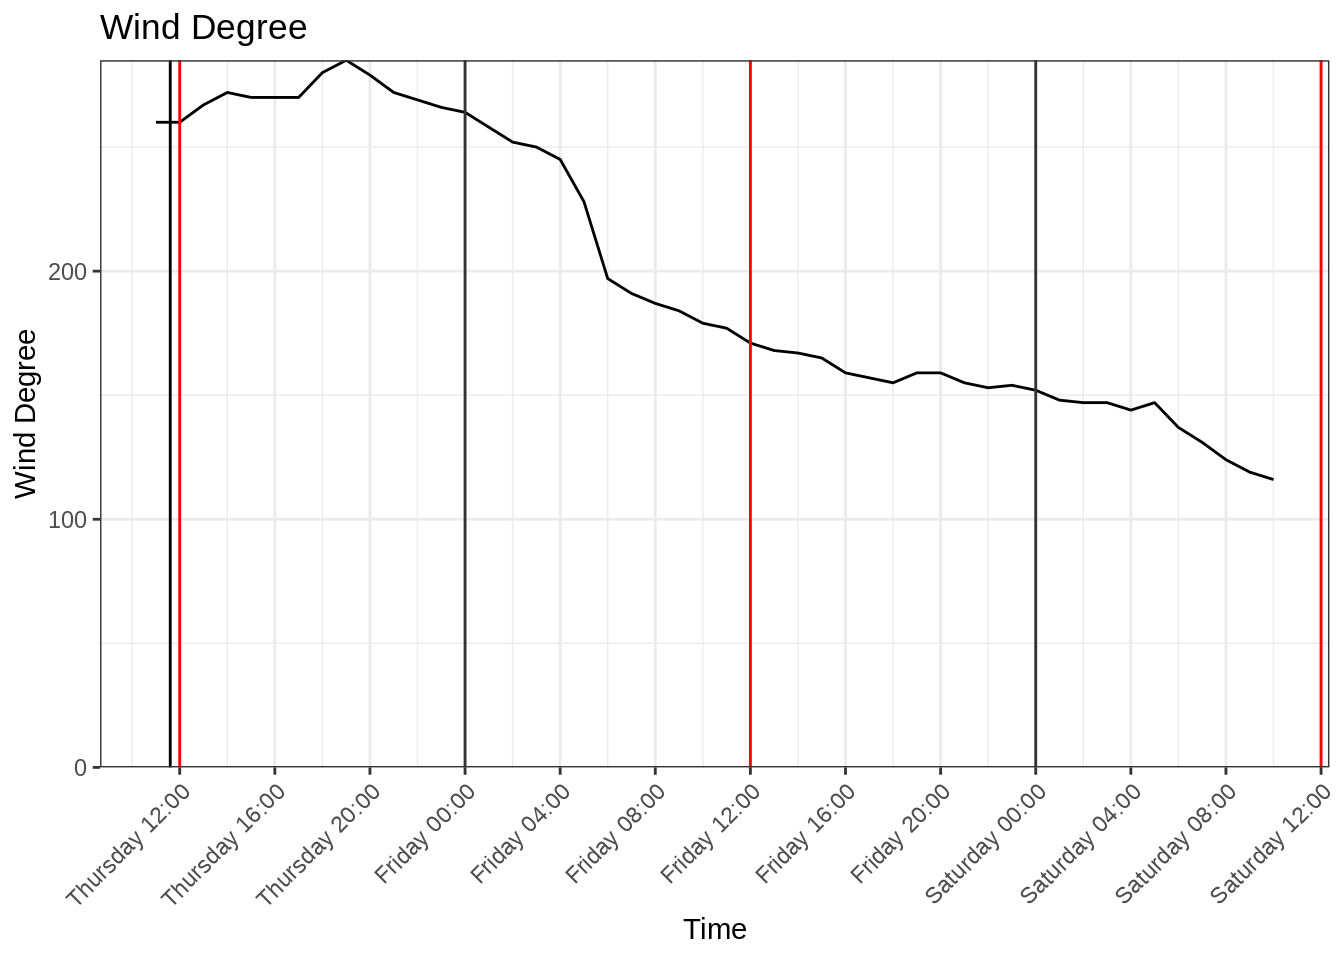 Wind Degree
Wind Degree
200
100
0
Thursday 12:00
Thursday 16:00
Thursday 20:00
Friday 00:00
Friday 04:00
Friday 08:00
Friday 12:00
Friday 16:00
Friday 20:00
Saturday 00:00
Saturday 04:00
Saturday 08:00
Saturday 12:00
Time